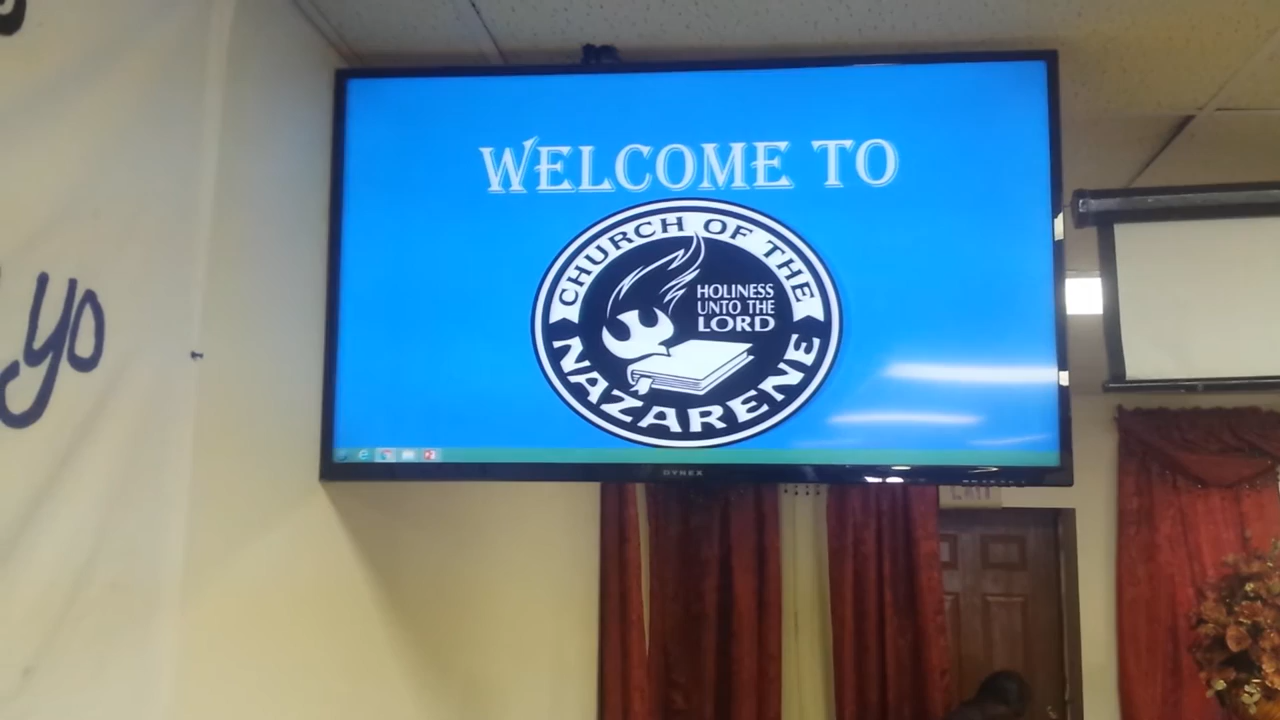 yo
WELCOME TO
CHURCH OF THE
HOLINESS
UNTO THE
LORD
NAZARENE
DYNEX